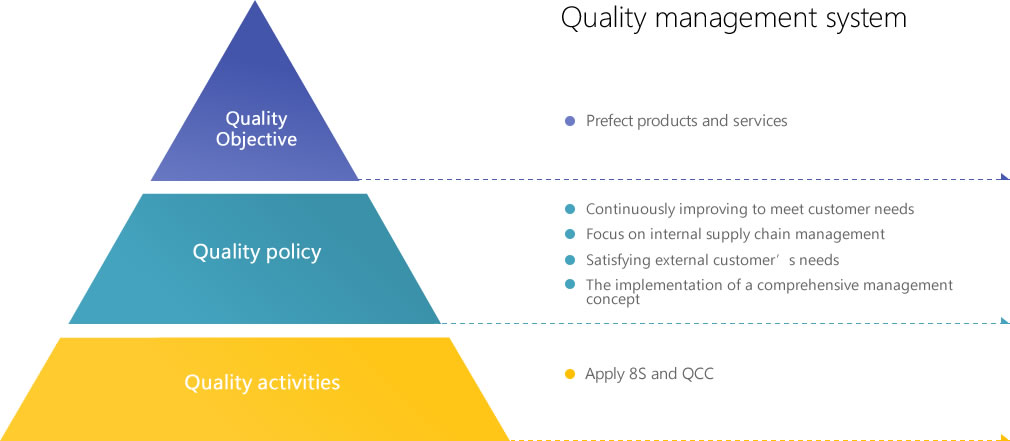 Quality management system
Quality
Objective
Prefect products and services
Quality policy
Continuously improving to meet customer needs
Focus on internal supply chain management
Satisfying external customer’s needs
The implementation of a comprehensive management
concept
Quality activities
Apply 8S and QCC